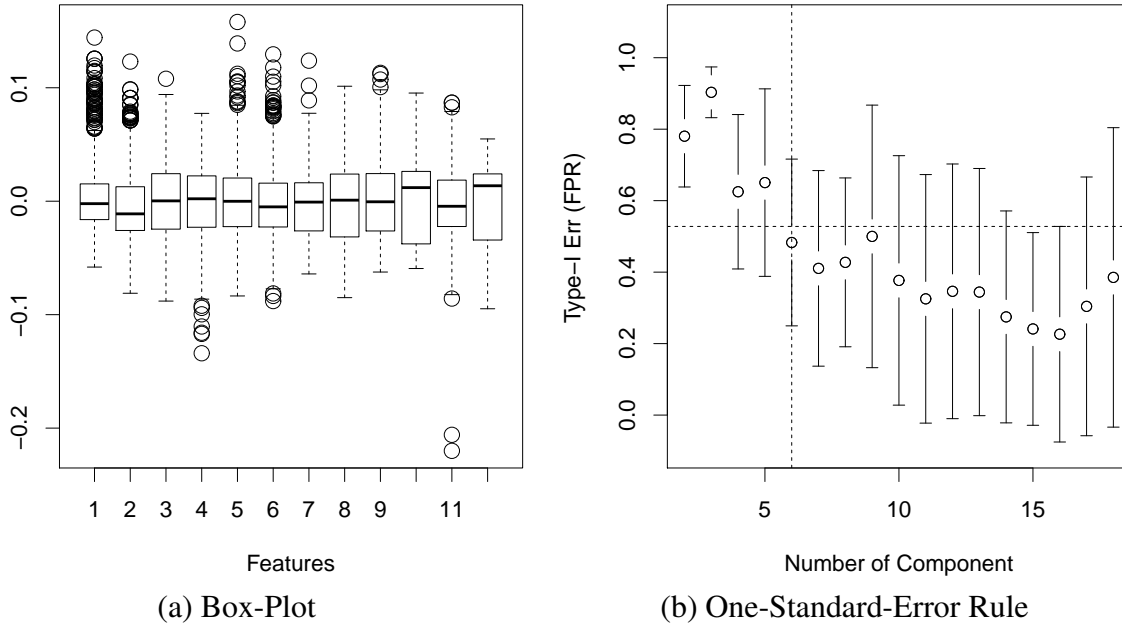 0.1
0.0
−0.1
−0.2
1 2 3 4 5 6 7 8 9 11
Features
(a) Box-Plot
Type−I Err (FPR)
1.0
0.8
0.6
0.4
0.2
0.0
5 10 15
Number of Component
(b) One-Standard-Error Rule